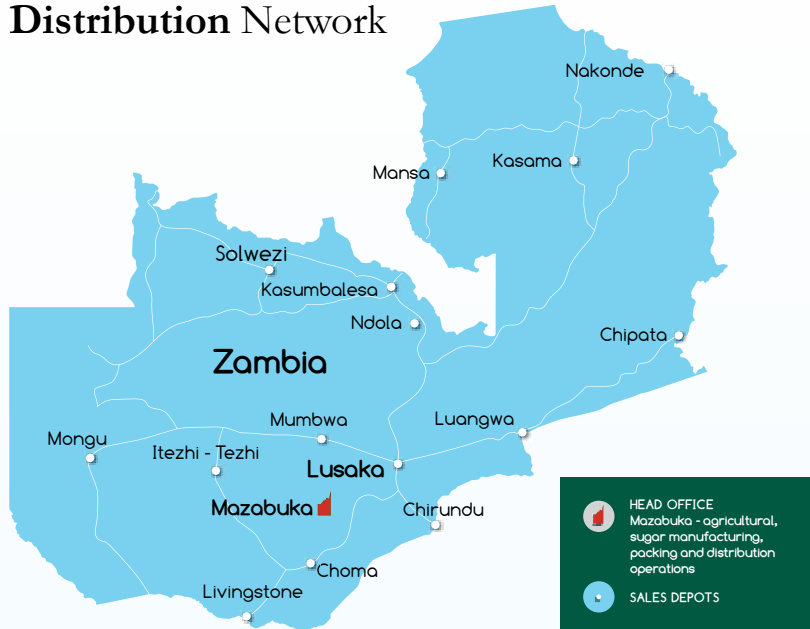 Distribution Network
Nakonde
Kasama
Mansa
Solwezi
Kasumbalesa
Ndola
Chipata
Zambia
Mumbwa
Luangwa
Mongu
Itezhi - Tezhi
Lusaka
Mazabuka
Chirundu
Choma
Livingstone
HEAD OFFICE
Mazabuka - agricultural,
sugar manufacturing,
packing and distribution
operations
SALES DEPOTS